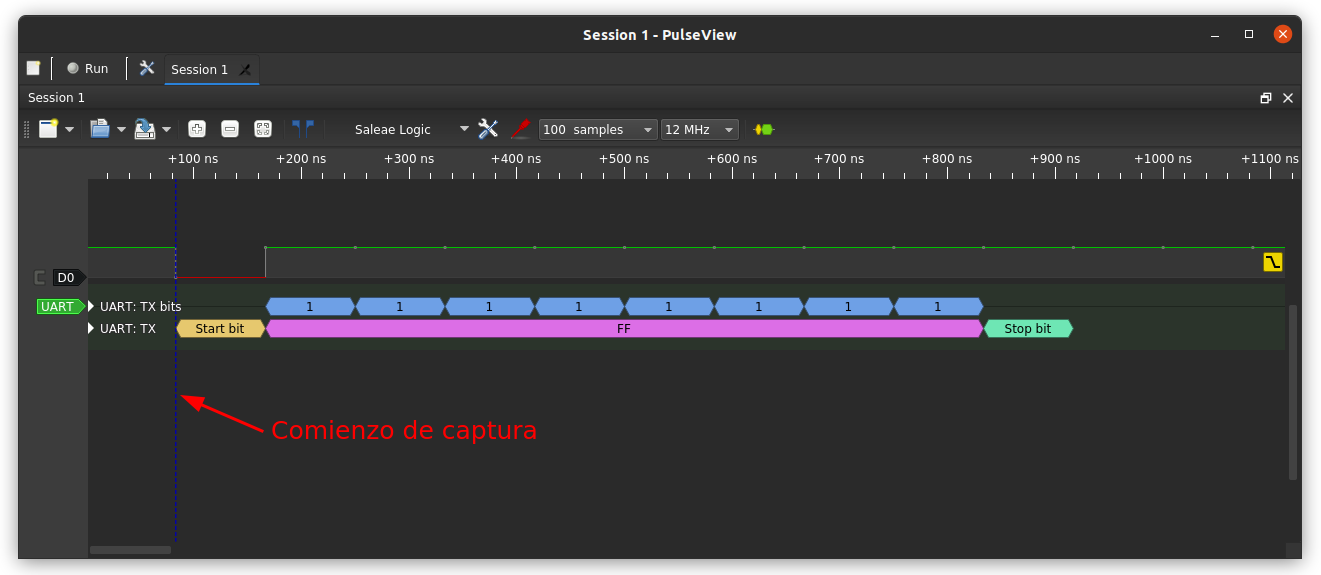 Session 1 - PulseView
Run
Session 1
Session 1
Saleae Logic
100 samples
12 MHz
+100 ns +200 ns +300 ns +400 ns +500 ns +600 ns +700 ns +800 ns +900 ns +1000 ns +1100 ns
D0
UART UART: TX bits 1 1 1 1 1 1 1 1
UART: TX Start bit FF Stop bit
Comienzo de captura